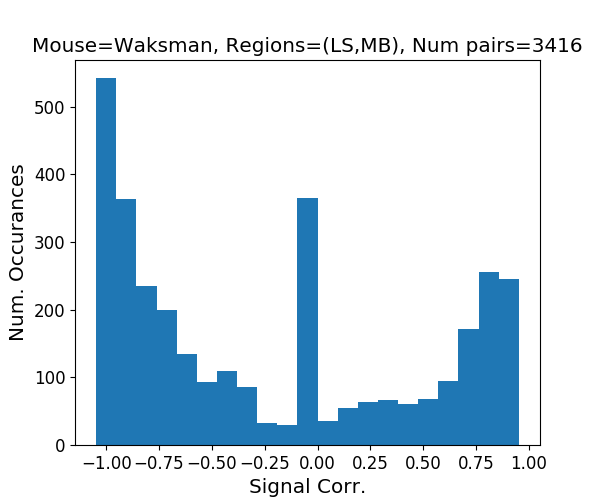 Mouse=Waksman, Regions=(LS,MB), Num pairs=3416
Num. Occurances
500
400
300
200
100
0
−1.00 −0.75 −0.50 −0.25 0.00 0.25 0.50 0.75 1.00
Signal Corr.